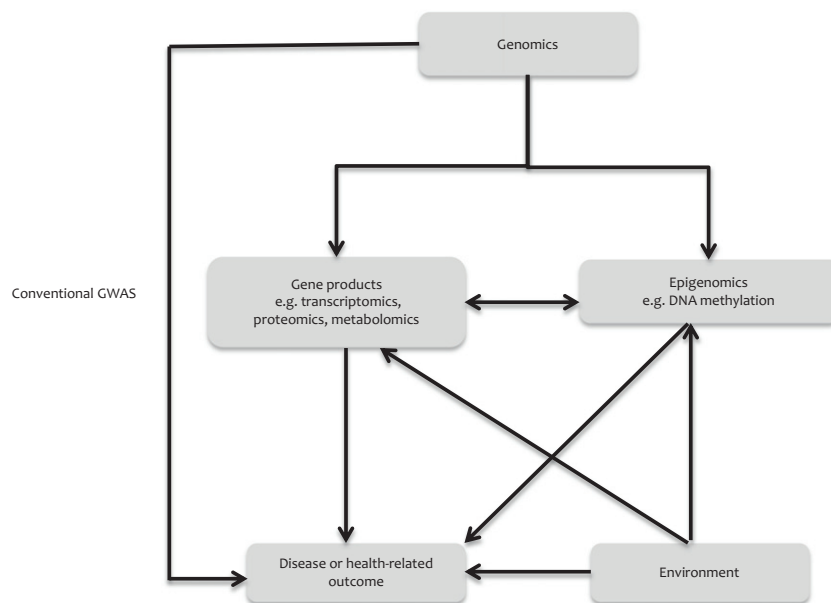 Genomics
Conventional GWAS
Gene products
e.g. transcriptomics,
proteomics, metabolomics
Epigenomics
e.g. DNA methylation
Disease or health-related
outcome
Environment